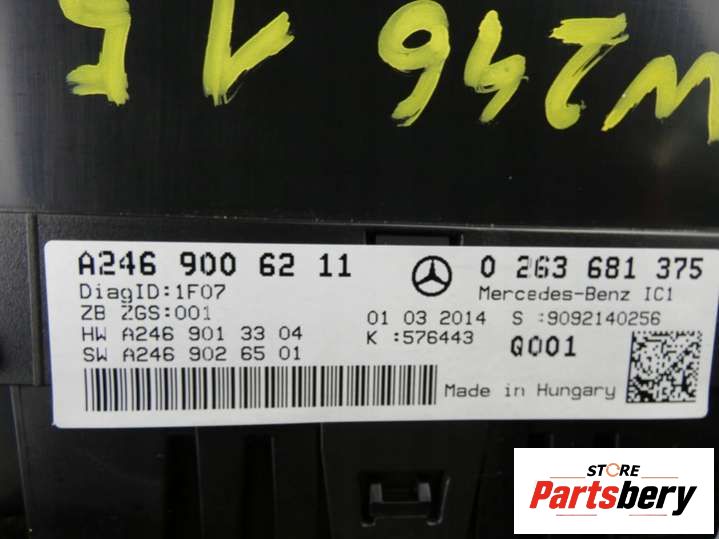 W246 1 E
A246 900 62 11
0 263 681 375
DiagID:1F07
Mercedes-Benz IC1
ZB ZGS:001
01 03 2014 S :9092140256
HW A246 901 33 04
K :576443
Q001
SW A246 902 65 01
Made in Hungary
STORE
Partsbery